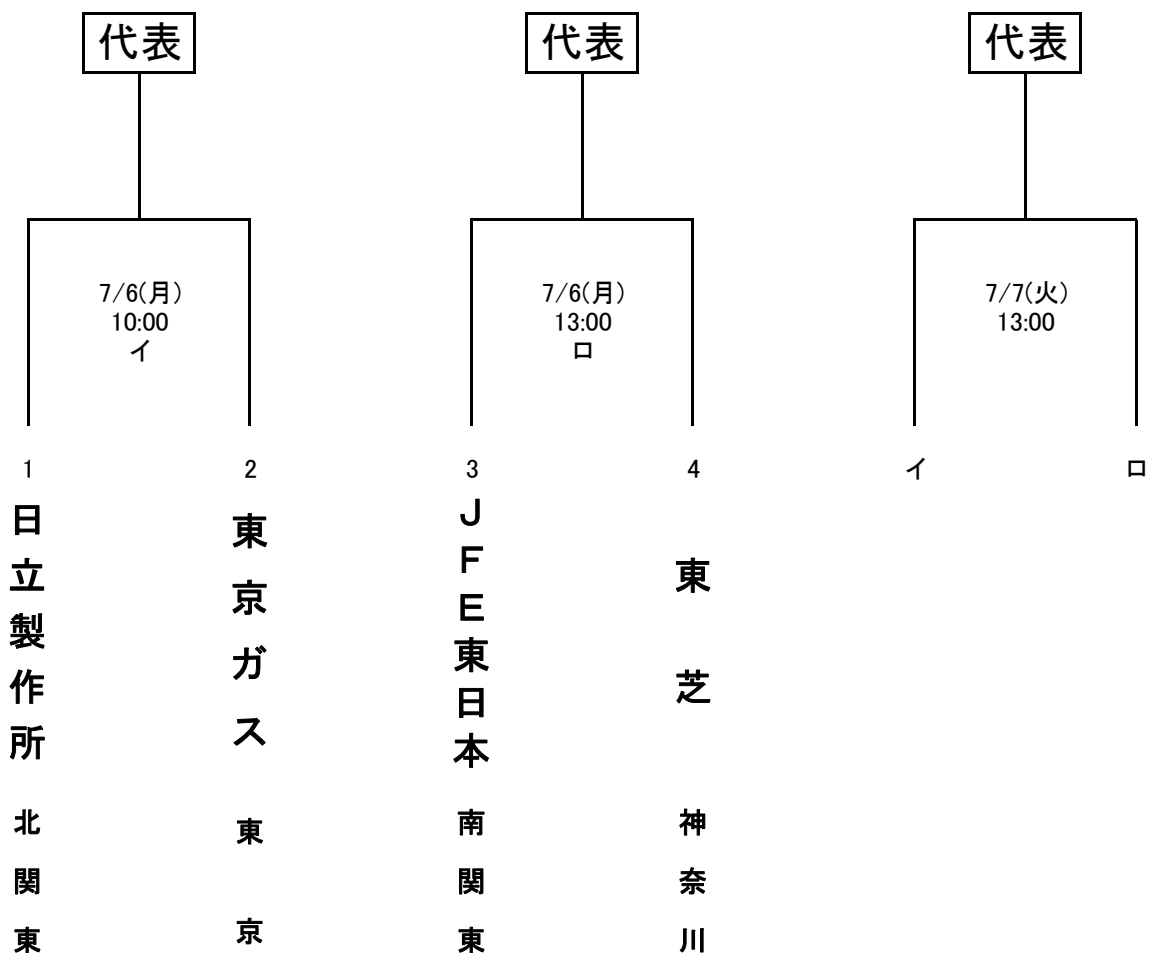 代表
代表
代表
7/6(月)
10:00
イ
7/6(月)
13:00
ロ
7/7(火)
13:00
1
2
3
4
イ
ロ
日立製作所
東京ガス
JFE東日本
東芝
北関東
東京
南関東
神奈川